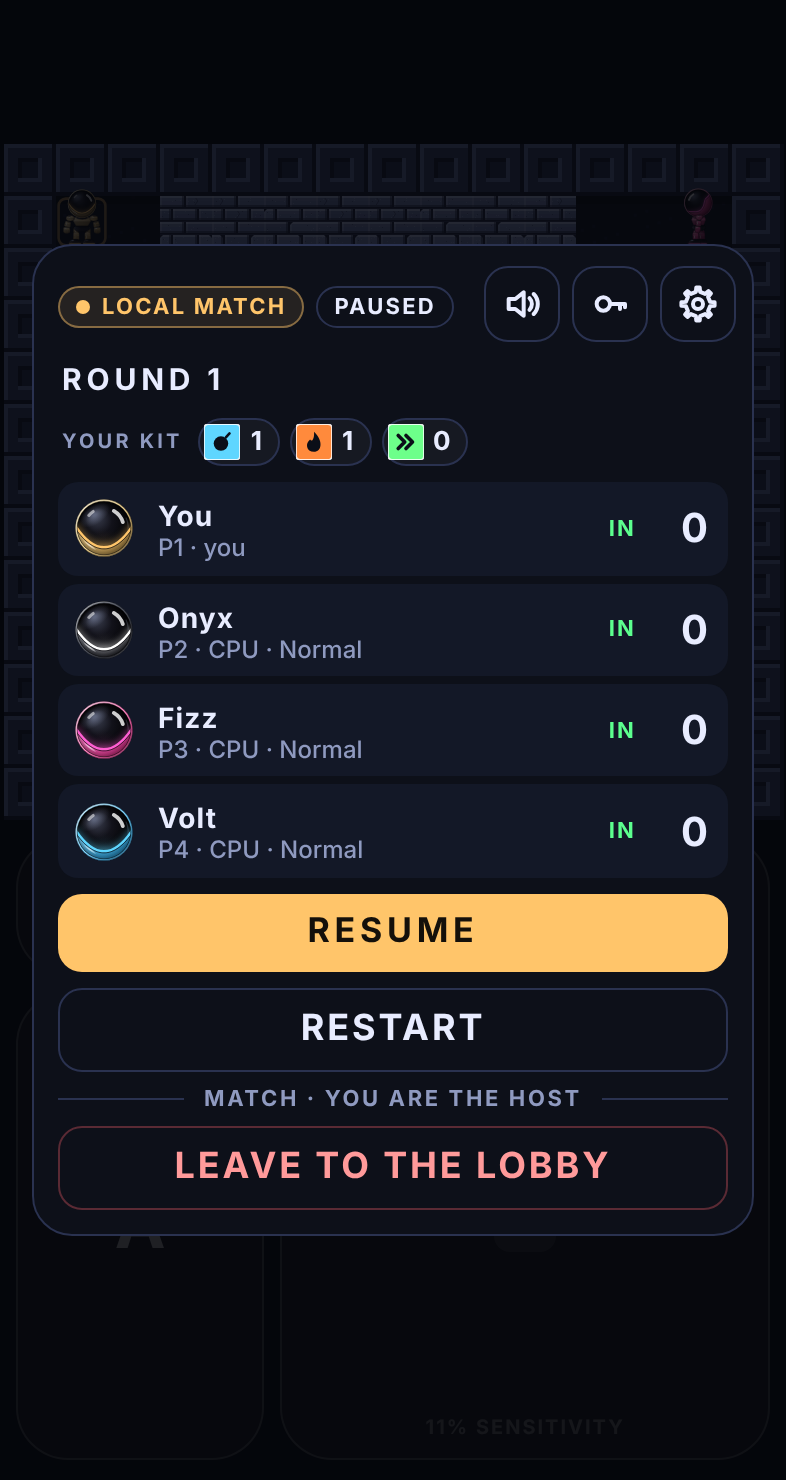 LOCAL MATCH
PAUSED
ROUND 1
YOUR KIT 1 1 0
You
P1 · you
IN 0
Onyx
P2 · CPU · Normal
IN 0
Fizz
P3 · CPU · Normal
IN 0
Volt
P4 · CPU · Normal
IN 0
RESUME
RESTART
MATCH · YOU ARE THE HOST
LEAVE TO THE LOBBY
11% SENSITIVITY